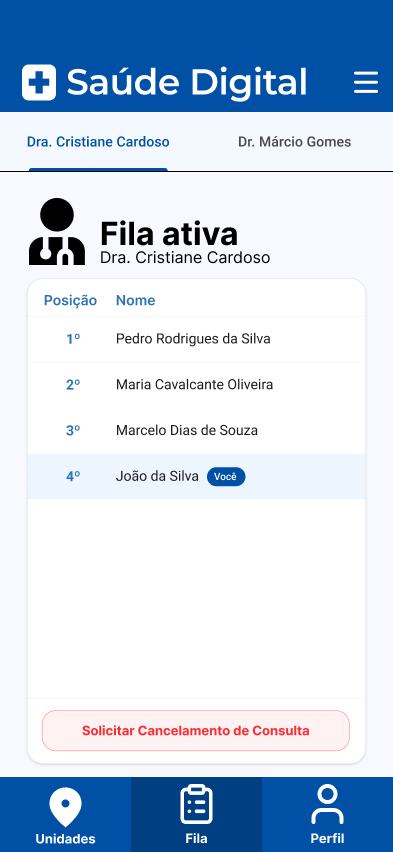 Saúde Digital
Dra. Cristiane Cardoso
Dr. Márcio Gomes
Fila ativa
Dra. Cristiane Cardoso
Posição Nome
1º Pedro Rodrigues da Silva
2º Maria Cavalcante Oliveira
3º Marcelo Dias de Souza
4º João da Silva Você
Solicitar Cancelamento de Consulta
Unidades Fila Perfil